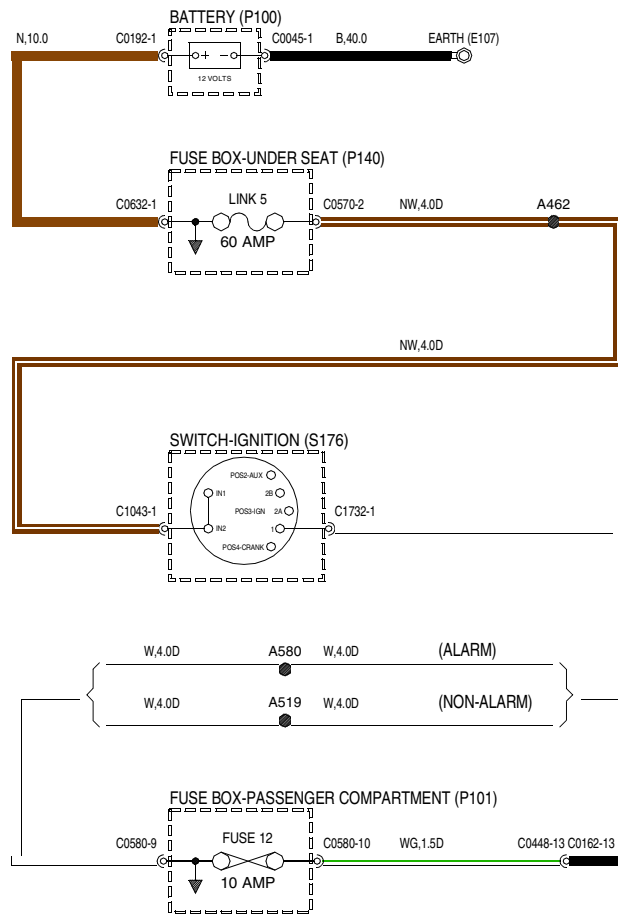 BATTERY (P100)
N,10.0 C0192-1 C0045-1 B,40.0 EARTH (E107)
+ −
12 VOLTS
FUSE BOX-UNDER SEAT (P140)
C0632-1 LINK 5 C0570-2 NW,4.0D A462
60 AMP
NW,4.0D
SWITCH-IGNITION (S176)
POS2-AUX
IN1 2B
C1043-1 POS3-IGN 2A C1732-1
IN2 1
POS4-CRANK
W,4.0D A580 W,4.0D (ALARM)
W,4.0D A519 W,4.0D (NON-ALARM)
FUSE BOX-PASSENGER COMPARTMENT (P101)
C0580-9 FUSE 12 C0580-10 WG,1.5D C0448-13 C0162-13
10 AMP